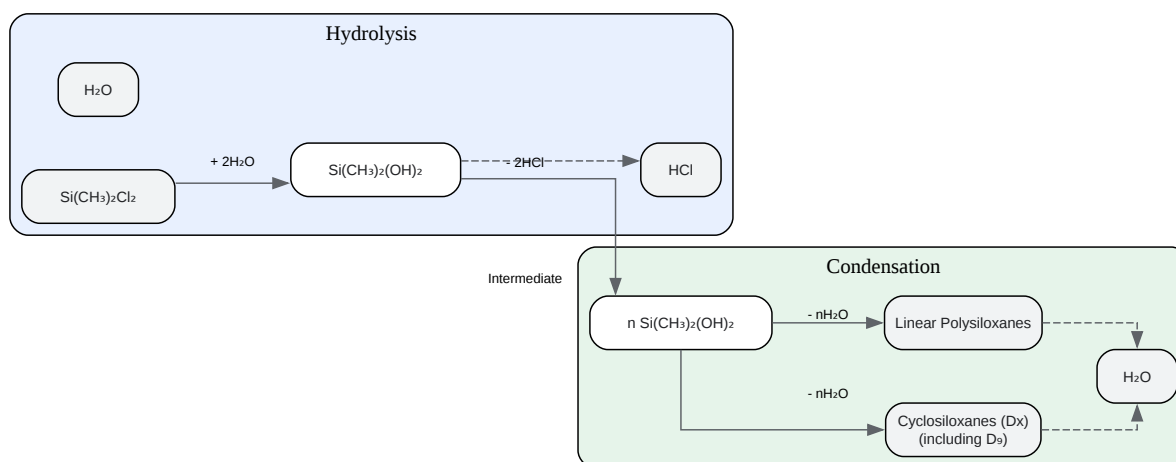 Hydrolysis
H₂O
+ 2H₂O
Si(CH₃)₂Cl₂
Si(CH₃)₂(OH)₂
- 2HCl
HCl
Intermediate
Condensation
n Si(CH₃)₂(OH)₂
- nH₂O
Linear Polysiloxanes
H₂O
- nH₂O
Cyclosiloxanes (Dx)
(including D₉)